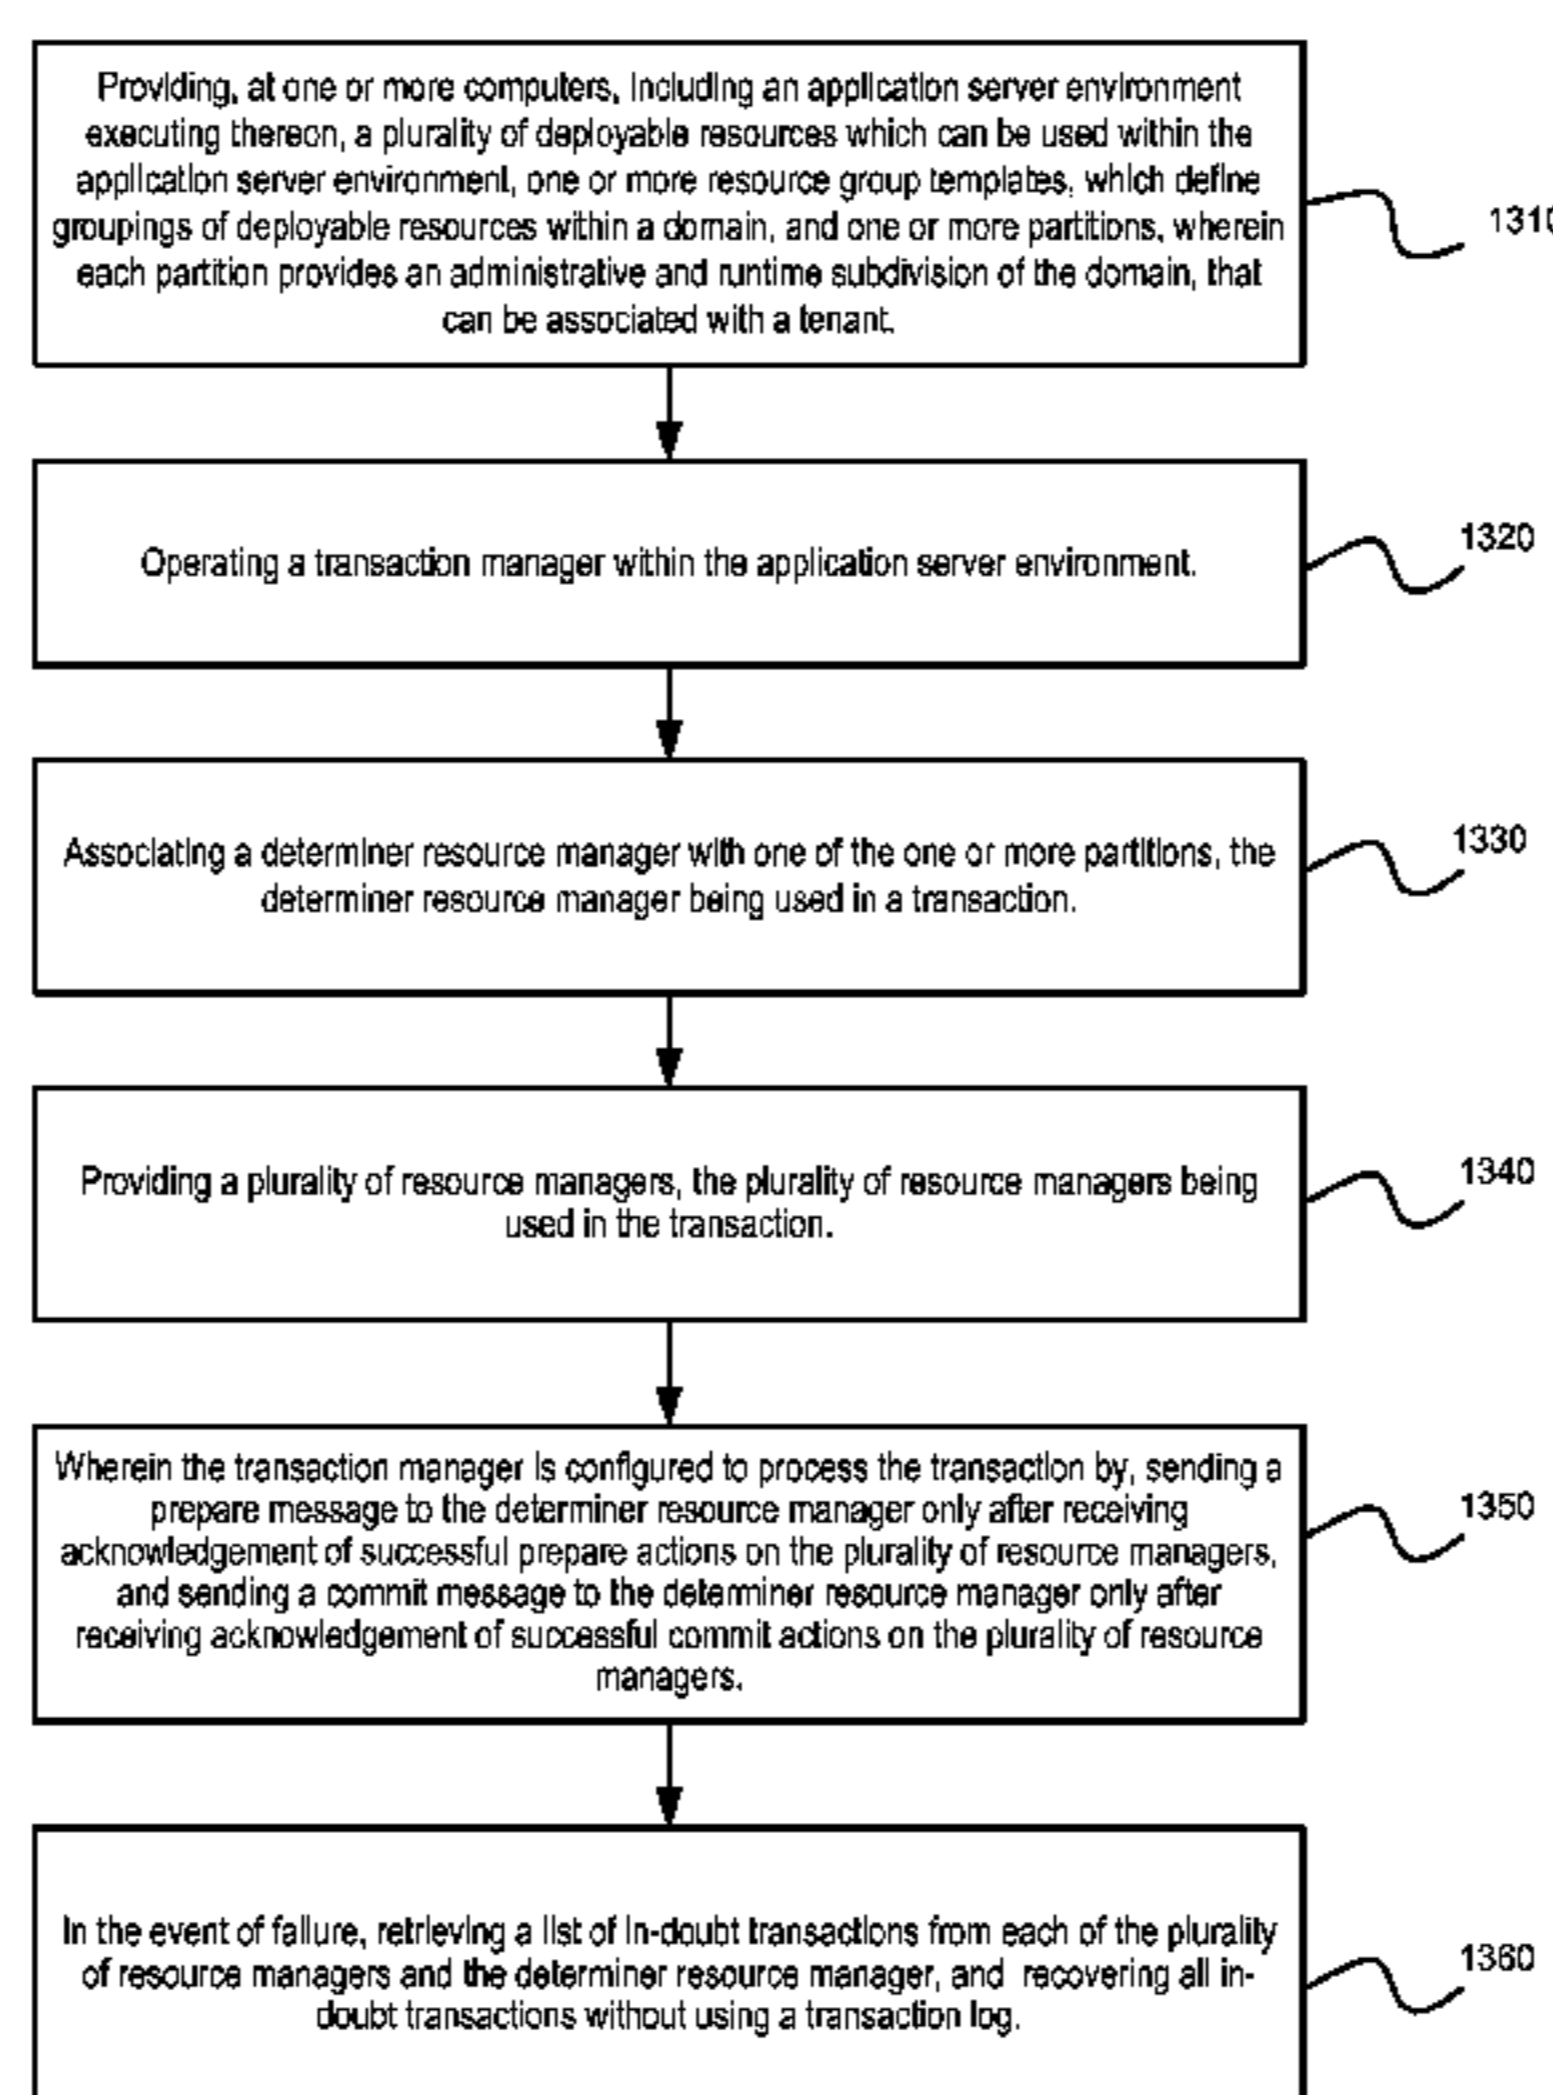 Providing, at one or more computers, including an application server environment
executing thereon, a plurality of deployable resources which can be used within the
application server environment, one or more resource group templates, which define
groupings of deployable resources within a domain, and one or more partitions, wherein
each partition provides an administrative and runtime subdivision of the domain, that
can be associated with a tenant.
1310
Operating a transaction manager within the application server environment.
1320
Associating a determiner resource manager with one of the one or more partitions, the
determiner resource manager being used in a transaction.
1330
Providing a plurality of resource managers, the plurality of resource managers being
used in the transaction.
1340
Wherein the transaction manager is configured to process the transaction by, sending a
prepare message to the determiner resource manager only after receiving
acknowledgement of successful prepare actions on the plurality of resource managers,
and sending a commit message to the determiner resource manager only after
receiving acknowledgement of successful commit actions on the plurality of resource
managers.
1350
In the event of failure, retrieving a list of in-doubt transactions from each of the plurality
of resource managers and the determiner resource manager, and recovering all in-
doubt transactions without using a transaction log.
1360